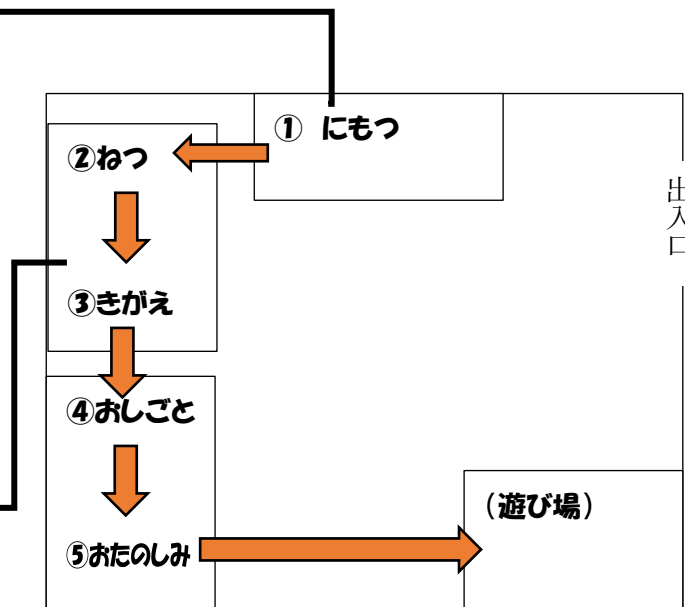 ① にもつ
②ねつ
出入口
③きがえ
④おしごと
(遊び場)
⑤おたのしみ